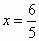 x = 6/5